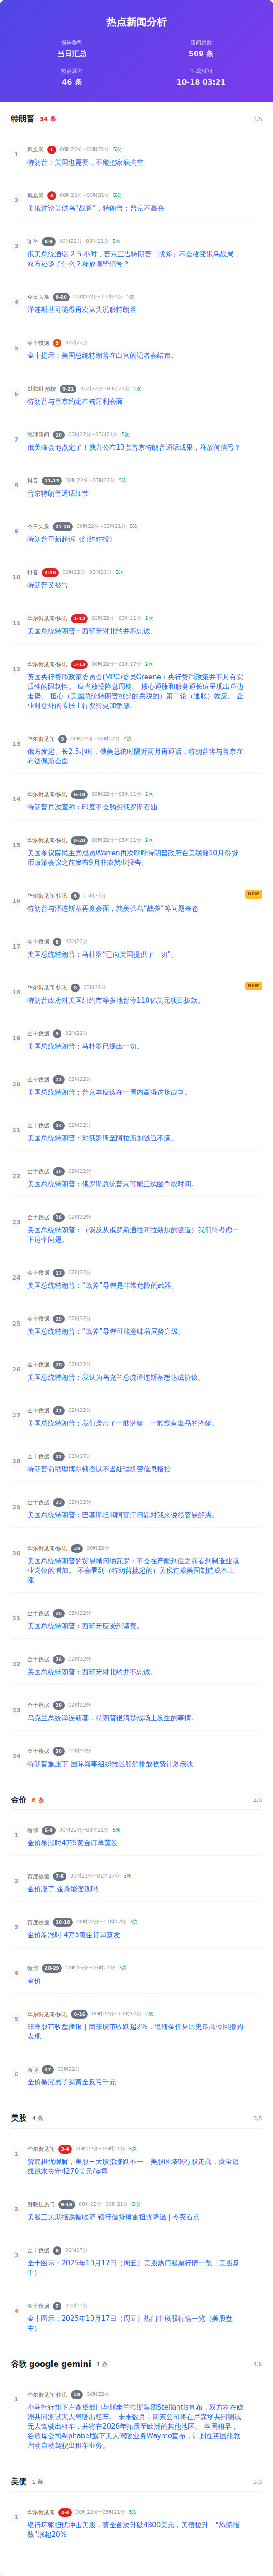 热点新闻分析
报告类型
新闻总数
当日汇总
509 条
热点新闻
生成时间
46 条
10-18 03:21
特朗普 34 条 1/5
1 凤凰网 1 00时22分~03时21分 5次
特朗普：美国也需要，不能把家底掏空
2 凤凰网 3 00时22分~03时21分 5次
美俄讨论美供乌“战斧”，特朗普：普京不高兴
3 知乎 6-9 00时22分~03时21分 5次
俄美总统通话 2.5 小时，普京正告特朗普「战斧」不会改变俄乌战局，
双方还谈了什么？释放哪些信号？
4 今日头条 6-20 00时22分~03时21分 5次
泽连斯基可能得再次从头说服特朗普
5 金十数据 5 02时22分
金十提示：美国总统特朗普在白宫的记者会结束。
6 bilibili 热搜 9-21 00时22分~03时21分 5次
特朗普与普京约定在匈牙利会面
7 澎湃新闻 10 00时22分~03时21分 5次
俄美峰会地点定了！俄方公布13点普京特朗普通话成果，释放何信号？
8 抖音 11-13 00时22分~03时21分 5次
普京特朗普通话细节
9 今日头条 27-30 00时22分~03时21分 5次
特朗普重新起诉《纽约时报》
10 抖音 2-26 00时22分~03时21分 3次
特朗普又被告
11 华尔街见闻-快讯 1-13 02时22分~03时21分 2次
美国总统特朗普：西班牙对北约并不忠诚。
12 华尔街见闻-快讯 3-13 00时22分~01时17分 2次
英国央行货币政策委员会(MPC)委员Greene：央行货币政策并不具有实
质性的限制性。 应当放慢降息周期。 核心通胀和服务通长症呈现出单边
走势。 担心（美国总统特朗普挑起的关税的）第二轮（通胀）效应。 企
业对意外的通胀上行变得更加敏感。
13 华尔街见闻 9 00时22分~02时22分 4次
俄方发起、长2.5小时，俄美总统时隔近两月再通话，特朗普将与普京在
布达佩斯会面
14 华尔街见闻-快讯 6-18 02时22分~03时21分 2次
特朗普再次宣称：印度不会购买俄罗斯石油
15 华尔街见闻-快讯 8-20 02时22分~03时21分 2次
美国参议院民主党成员Warren再次呼吁特朗普政府在美联储10月份货
币政策会议之前发布9月非农就业报告。
16 华尔街见闻-快讯 6 03时21分 NEW
特朗普与泽连斯基再度会面，就美供乌“战斧”等问题表态
17 金十数据 8 02时22分
美国总统特朗普：马杜罗“已向美国提供了一切”。
18 华尔街见闻-快讯 8 03时21分 NEW
特朗普政府对美国纽约市等多地暂停110亿美元项目拨款。
19 金十数据 9 02时22分
美国总统特朗普：马杜罗已提出一切。
20 金十数据 11 02时22分
美国总统特朗普：普京本应该在一周内赢得这场战争。
21 金十数据 14 02时22分
美国总统特朗普：对俄罗斯至阿拉斯加隧道不满。
22 金十数据 15 02时22分
美国总统特朗普：俄罗斯总统普京可能正试图争取时间。
23 金十数据 16 02时22分
美国总统特朗普：（谈及从俄罗斯通往阿拉斯加的隧道）我们得考虑一
下这个问题。
24 金十数据 17 02时22分
美国总统特朗普：“战斧”导弹是非常危险的武器。
25 金十数据 19 02时22分
美国总统特朗普：“战斧”导弹可能意味着局势升级。
26 金十数据 20 02时22分
美国总统特朗普：我认为乌克兰总统泽连斯基想达成协议。
27 金十数据 21 02时22分
美国总统特朗普：我们袭击了一艘潜艇，一艘载有毒品的潜艇。
28 金十数据 22 01时17分
特朗普前助理博尔顿否认不当处理机密信息指控
29 金十数据 23 02时22分
美国总统特朗普：巴基斯坦和阿富汗问题对我来说很容易解决。
30 华尔街见闻-快讯 24 00时22分
美国总统特朗普的贸易顾问纳瓦罗：不会在产能到位之前看到制造业就
业岗位的增加。 不会看到（特朗普挑起的）关税造成美国制造成本上
涨。
31 金十数据 25 02时22分
美国总统特朗普：西班牙应受到谴责。
32 金十数据 26 02时22分
美国总统特朗普：西班牙对北约并不忠诚。
33 金十数据 29 02时22分
乌克兰总统泽连斯基：特朗普很清楚战场上发生的事情。
34 金十数据 30 00时22分
特朗普施压下 国际海事组织推迟船舶排放收费计划表决
金价 6 条 2/5
1 微博 6-9 00时22分~03时21分 5次
金价暴涨时4万5黄金订单蒸发
2 百度热搜 7-8 00时22分~01时17分 3次
金价涨了 金条能变现吗
3 百度热搜 10-18 00时22分~01时17分 3次
金价暴涨时 4万5黄金订单蒸发
4 微博 28-29 01时16分~03时21分 3次
金价
5 华尔街见闻-快讯 6-16 00时22分~01时17分 2次
非洲股市收盘播报｜南非股市收跌超2%，追随金价从历史最高位回撤的
表现
6 微博 27 00时22分
金价暴涨男子买黄金反亏千元
美股 4 条 3/5
1 华尔街见闻 3-4 00时22分~03时21分 5次
贸易担忧缓解，美股三大股指涨跌不一，美股区域银行股走高，黄金短
线跳水失守4270美元/盎司
2 财联社热门 9-10 00时22分~03时21分 5次
美股三大期指跌幅收窄 银行信贷爆雷担忧降温 | 今夜看点
3 金十数据 6 01时17分
金十图示：2025年10月17日（周五）美股热门股票行情一览（美股盘
中）
4 金十数据 7 01时17分
金十图示：2025年10月17日（周五）热门中概股行情一览（美股盘
中）
谷歌 google gemini 1 条 4/5
1 华尔街见闻-快讯 28 00时22分
小马智行旗下卢森堡部门与斯泰兰蒂斯集团Stellantis宣布，双方将在欧
洲共同测试无人驾驶出租车。 未来数月，两家公司将在卢森堡共同测试
无人驾驶出租车，并将在2026年拓展至欧洲的其他地区。 本周稍早，
谷歌母公司Alphabet旗下无人驾驶业务Waymo宣布，计划在英国伦敦
启动自动驾驶出租车业务。
美债 1 条 5/5
1 华尔街见闻 3-4 00时22分~03时21分 5次
银行坏账担忧冲击美股，黄金首次升破4300美元，美债拉升，“恐慌指
数”涨超20%